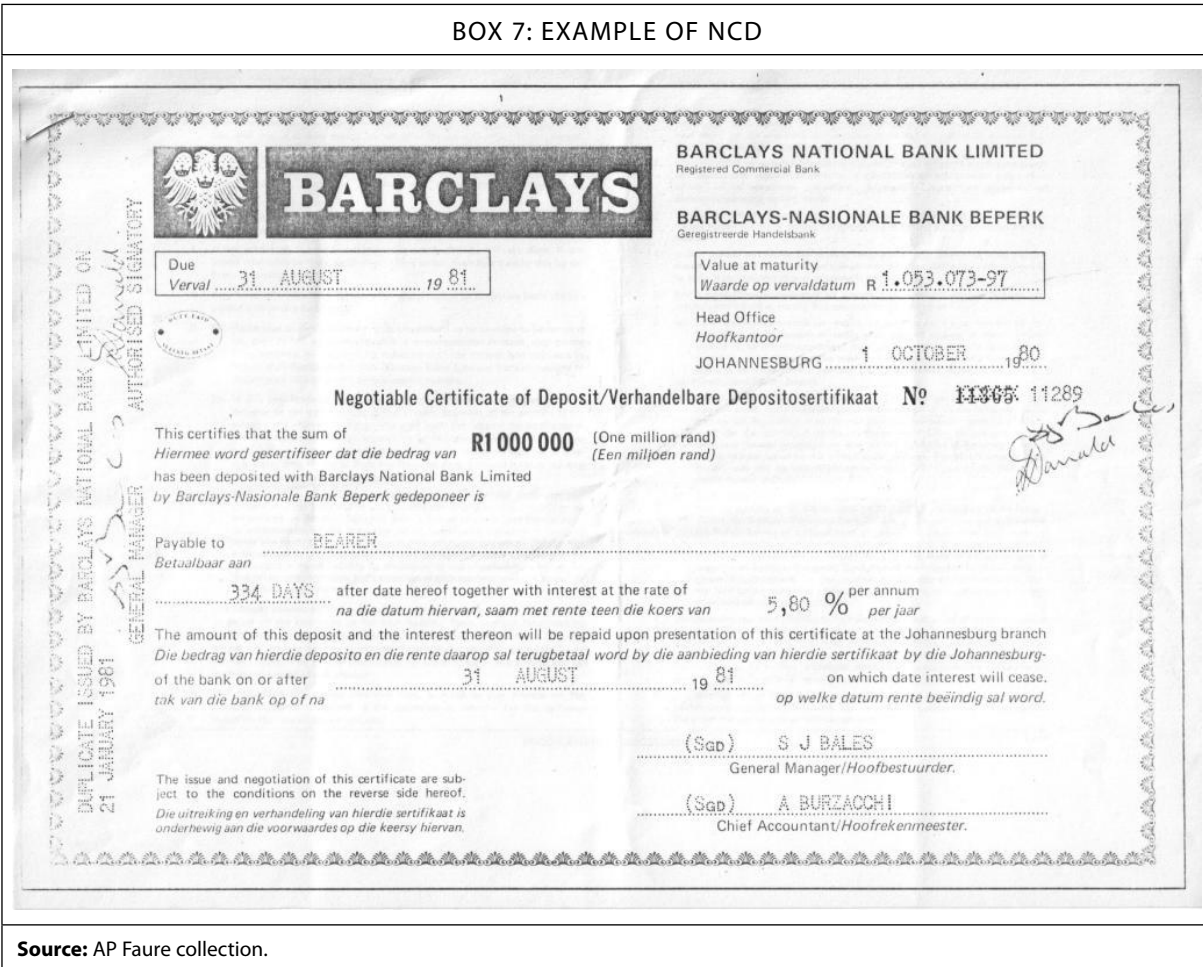 BOX 7: EXAMPLE OF NCD
BARCLAYS
BARCLAYS NATIONAL BANK LIMITED
Registered Commercial Bank
BARCLAYS-NASIONALE BANK BEPERK
Geregistreerde Handelsbank
Due
Verval 31 AUGUST 19 81
Value at maturity
Waarde op vervaldatum R 1.053.073-97
Head Office
Hoofkantoor
JOHANNESBURG 1 OCTOBER 1980
Negotiable Certificate of Deposit/Verhandelbare Depositosertifikaat No 11289
This certifies that the sum of
Hiermee word gesertifiseer dat die bedrag van
R1 000 000
(One million rand)
(Een miljoen rand)
has been deposited with Barclays National Bank Limited
by Barclays-Nasionale Bank Beperk gedeponeer is
Payable to BEARER
Betaalbaar aan
334 DAYS after date hereof together with interest at the rate of 5,80 % per annum
na die datum hiervan, saam met rente teen die koers van per jaar
The amount of this deposit and the interest thereon will be repaid upon presentation of this certificate at the Johannesburg branch
Die bedrag van hierdie deposito en die rente daarop sal terugbetaal word by die aanbieding van hierdie sertifikaat by die Johannesburg-
of the bank on or after 31 AUGUST 19 81 on which date interest will cease.
tak van die bank op of na op welke datum rente beëindig sal word.
(SGD) S J BALES
General Manager/Hoofbestuurder.
(SGD) A BURZACCHI
Chief Accountant/Hoofrekenmeester.
The issue and negotiation of this certificate are sub-
ject to the conditions on the reverse side hereof.
Die uitreiking en verhandeling van hierdie sertifikaat is
onderhewig aan die voorwaardes op die keersy hiervan.
DUPLICATE ISSUED BY BARCLAYS NATIONAL BANK LIMITED ON
21 JANUARY 1981
GENERAL MANAGER AUTHORISED SIGNATORY
Source: AP Faure collection.